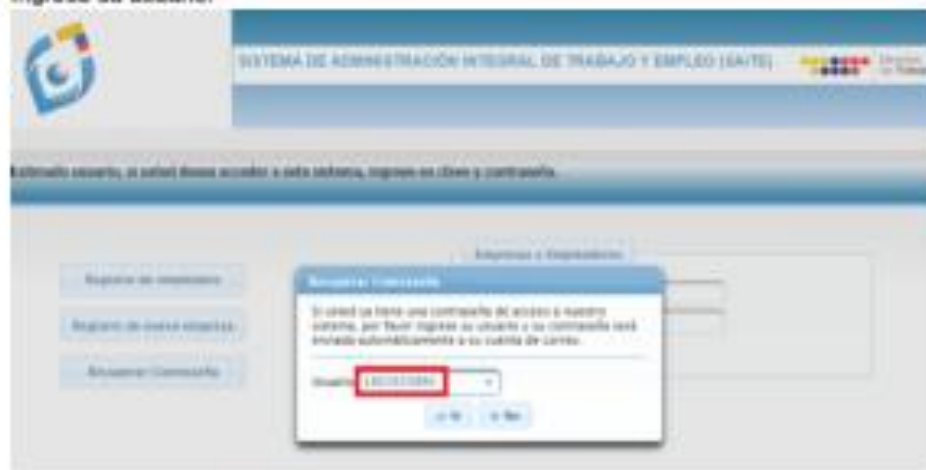 Ingrese su usuario.
SISTEMA DE ADMINISTRACIÓN INTEGRAL DE TRABAJO Y EMPLEO (SAITE)
Estimado usuario, si usted desea acceder a este sistema, ingrese su clave y contraseña.
Empresas y Empleadores
Registro de empleadores
Registro de nueva empresa
Recuperar Contraseña
Recuperar Contraseña
Si usted ya tiene una contraseña de acceso a nuestro
sistema, por favor ingrese su usuario y su contraseña será
enviada automáticamente a su cuenta de correo.
Usuario
Si
No